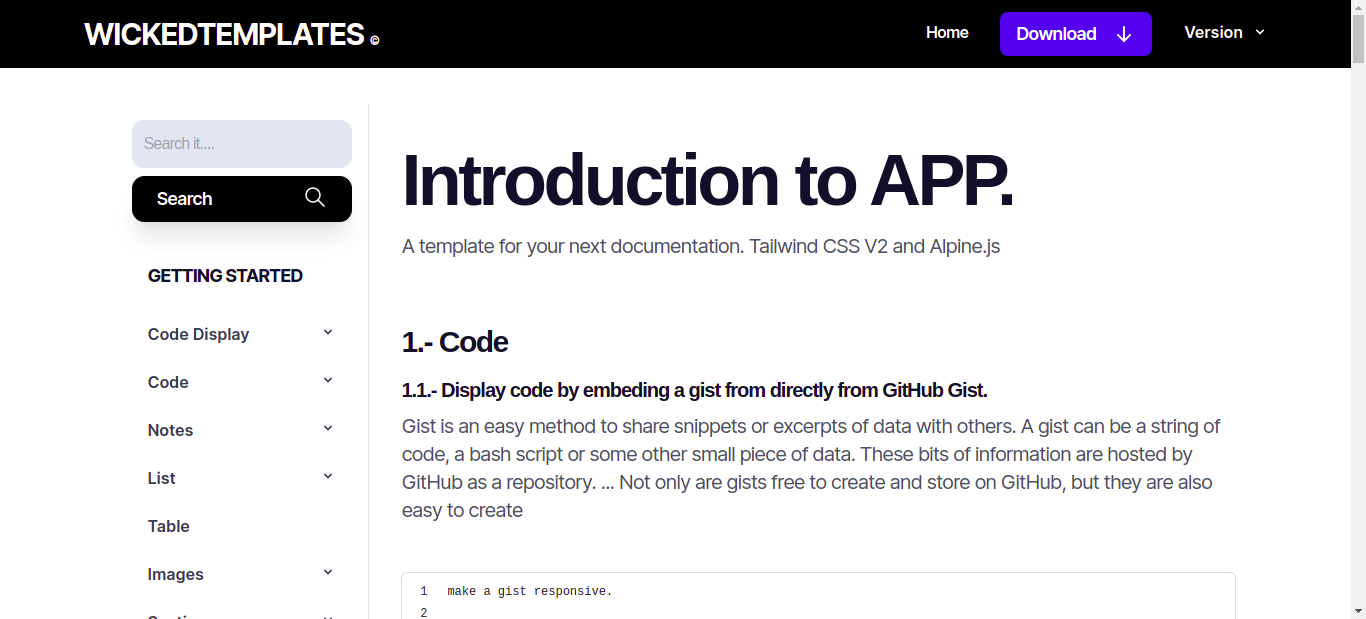 WICKEDTEMPLATES ©
Home
Download
Version
Search it....
Search
GETTING STARTED
Code Display
Code
Notes
List
Table
Images
Introduction to APP.
A template for your next documentation. Tailwind CSS V2 and Alpine.js
1.- Code
1.1.- Display code by embeding a gist from directly from GitHub Gist.
Gist is an easy method to share snippets or excerpts of data with others. A gist can be a string of
code, a bash script or some other small piece of data. These bits of information are hosted by
GitHub as a repository. ... Not only are gists free to create and store on GitHub, but they are also
easy to create
1 make a gist responsive.
2